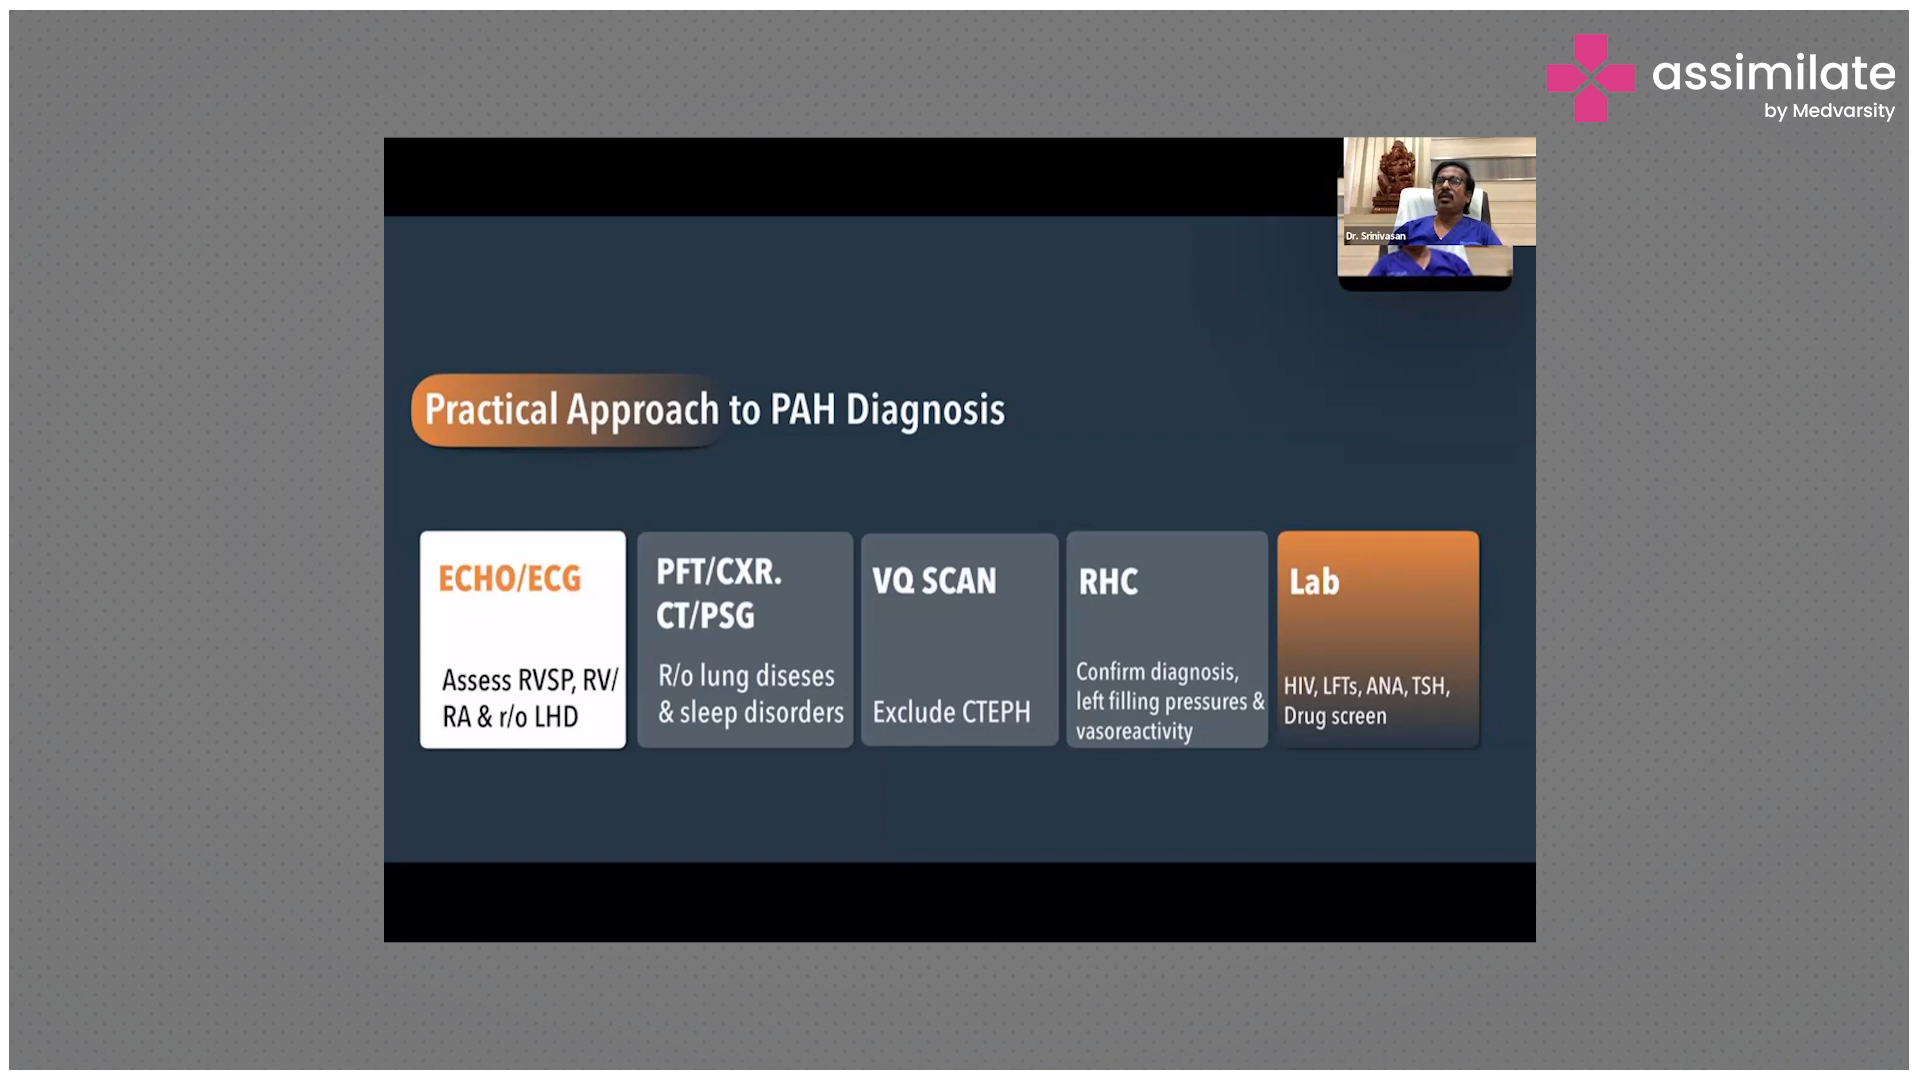 assimilate
by Medvarsity
Dr. Srinivasan
Practical Approach to PAH Diagnosis
ECHO/ECG
Assess RVSP, RV/
RA & r/o LHD
PFT/CXR.
CT/PSG
R/o lung diseses
& sleep disorders
VQ SCAN
Exclude CTEPH
RHC
Confirm diagnosis,
left filling pressures &
vasoreactivity
Lab
HIV, LFTs, ANA, TSH,
Drug screen